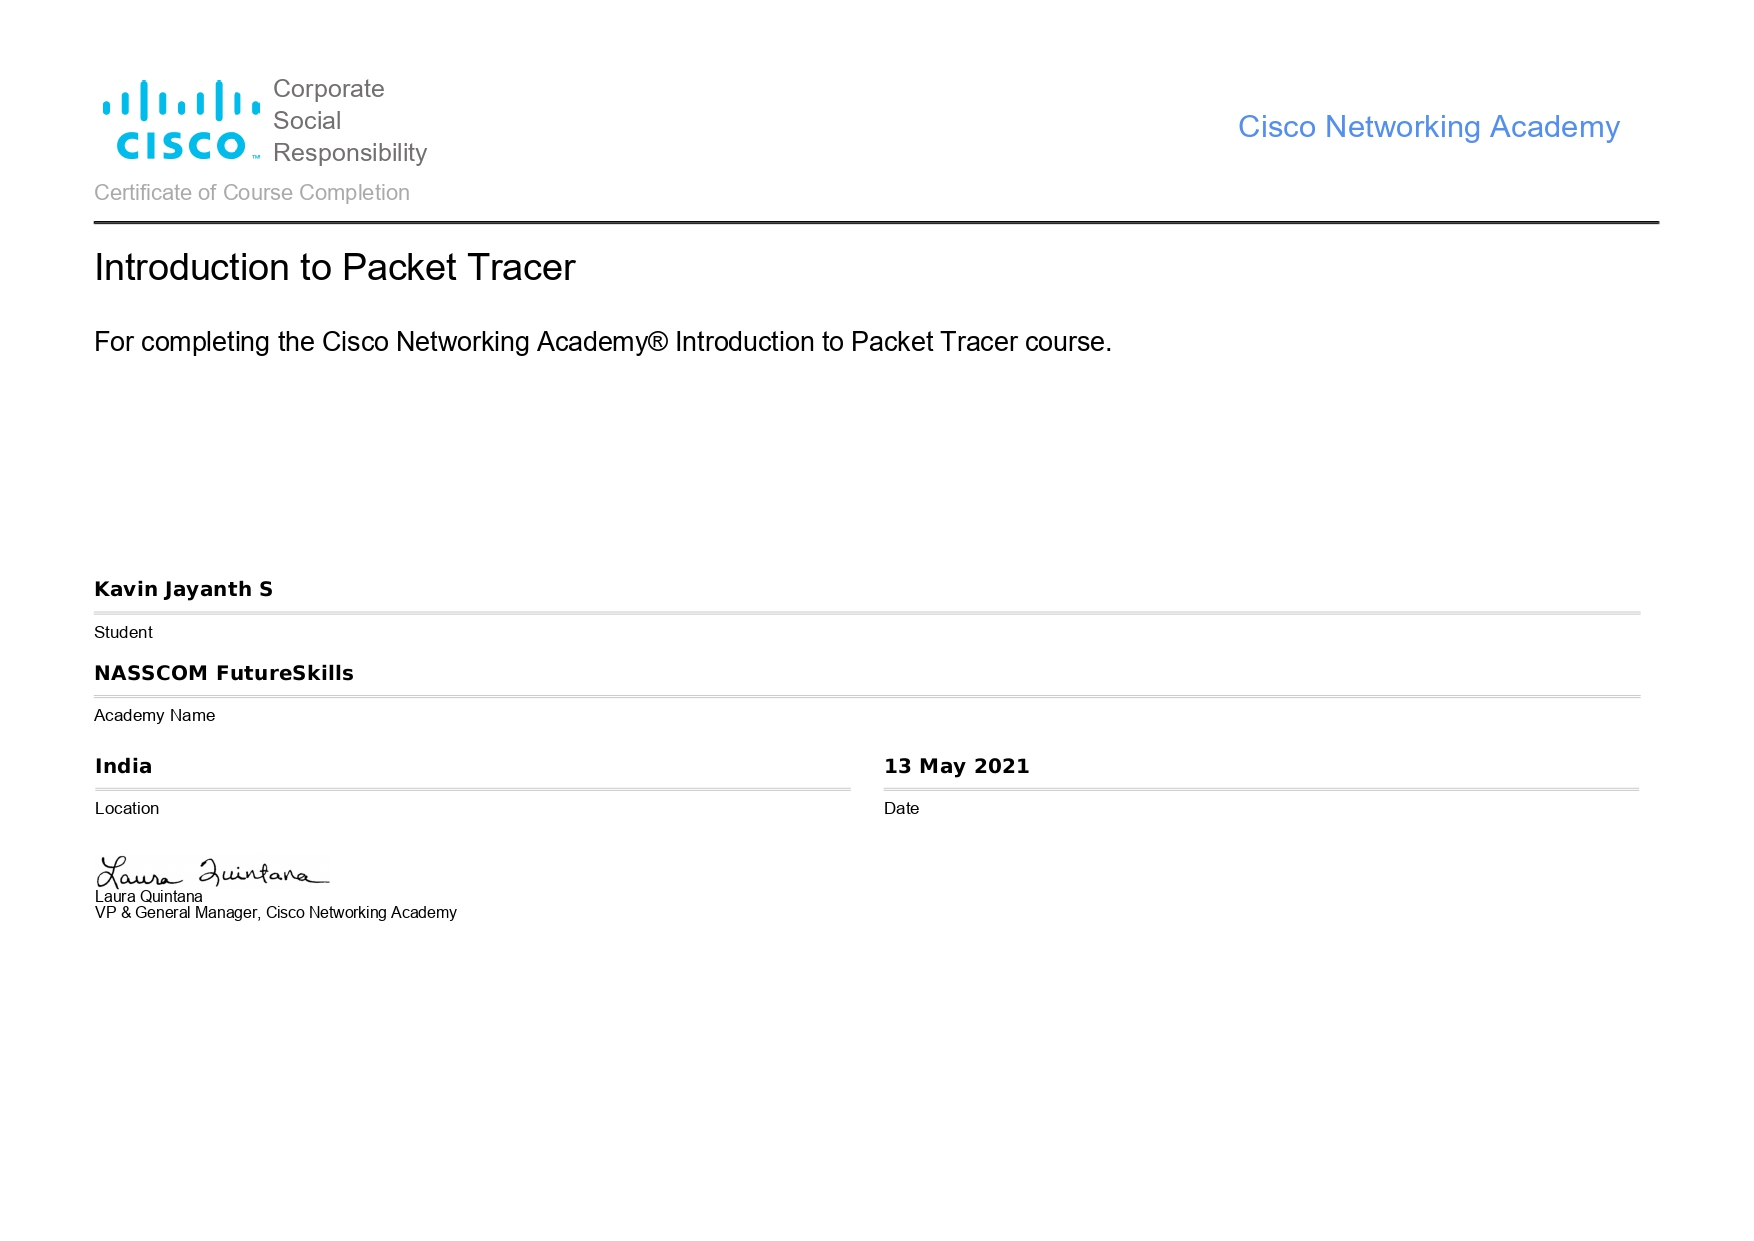 Corporate
Social
Responsibility
CISCO™
Cisco Networking Academy
Certificate of Course Completion
Introduction to Packet Tracer
For completing the Cisco Networking Academy® Introduction to Packet Tracer course.
Kavin Jayanth S
Student
NASSCOM FutureSkills
Academy Name
India
Location
13 May 2021
Date
Laura Quintana
Laura Quintana
VP & General Manager, Cisco Networking Academy